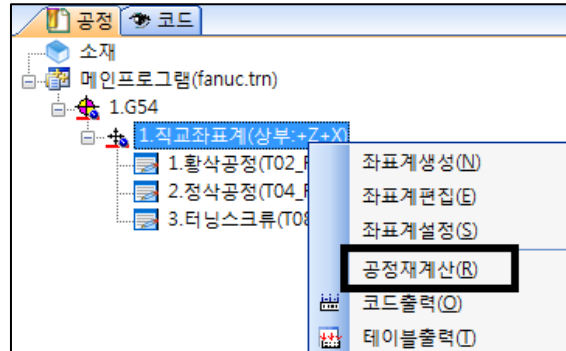 공정 코드
소재
메인프로그램(fanuc.trn)
1.G54
1.직교좌표계(상부:+Z+X)
1.황삭공정(T02_
2.정삭공정(T04_
3.터닝스크류(T08
좌표계생성(N)
좌표계편집(E)
좌표계설정(S)
공정재계산(R)
코드출력(O)
테이블출력(T)